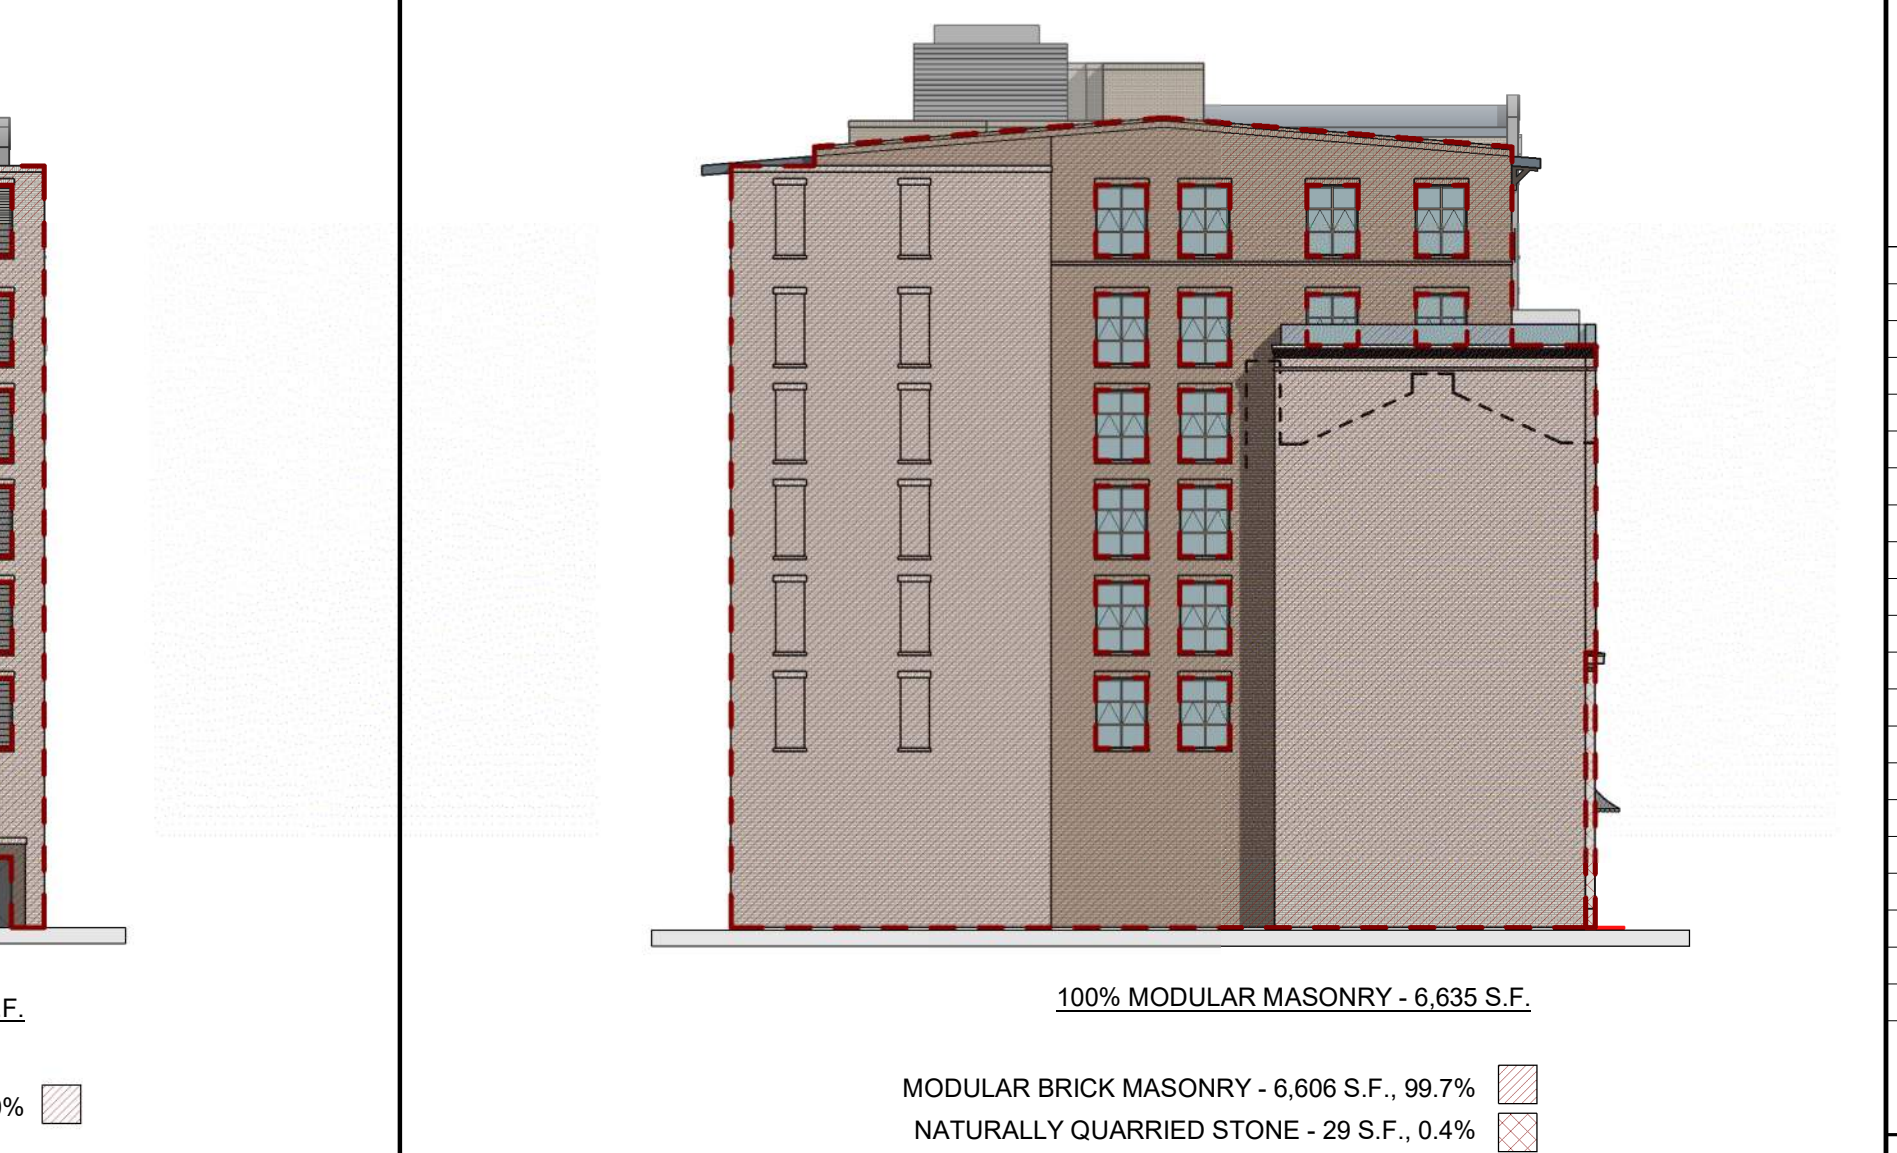 F.
%
100% MODULAR MASONRY - 6,635 S.F.
MODULAR BRICK MASONRY - 6,606 S.F., 99.7%
NATURALLY QUARRIED STONE - 29 S.F., 0.4%